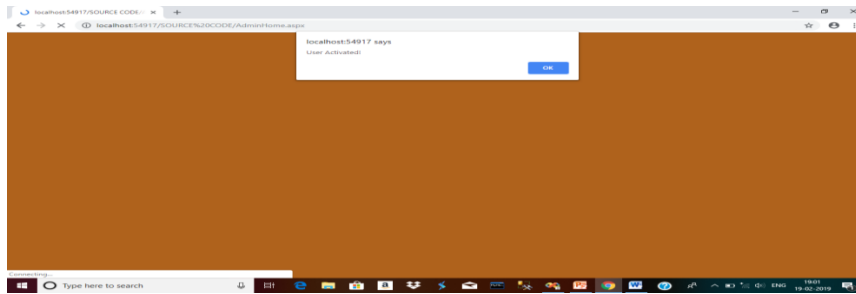 localhost:54917/SOURCE CODE/
localhost:54917/SOURCE%20CODE/AdminHome.aspx
localhost:54917 says
User Activated!
OK
Connecting...
Type here to search
ENG
19:01
19-02-2019